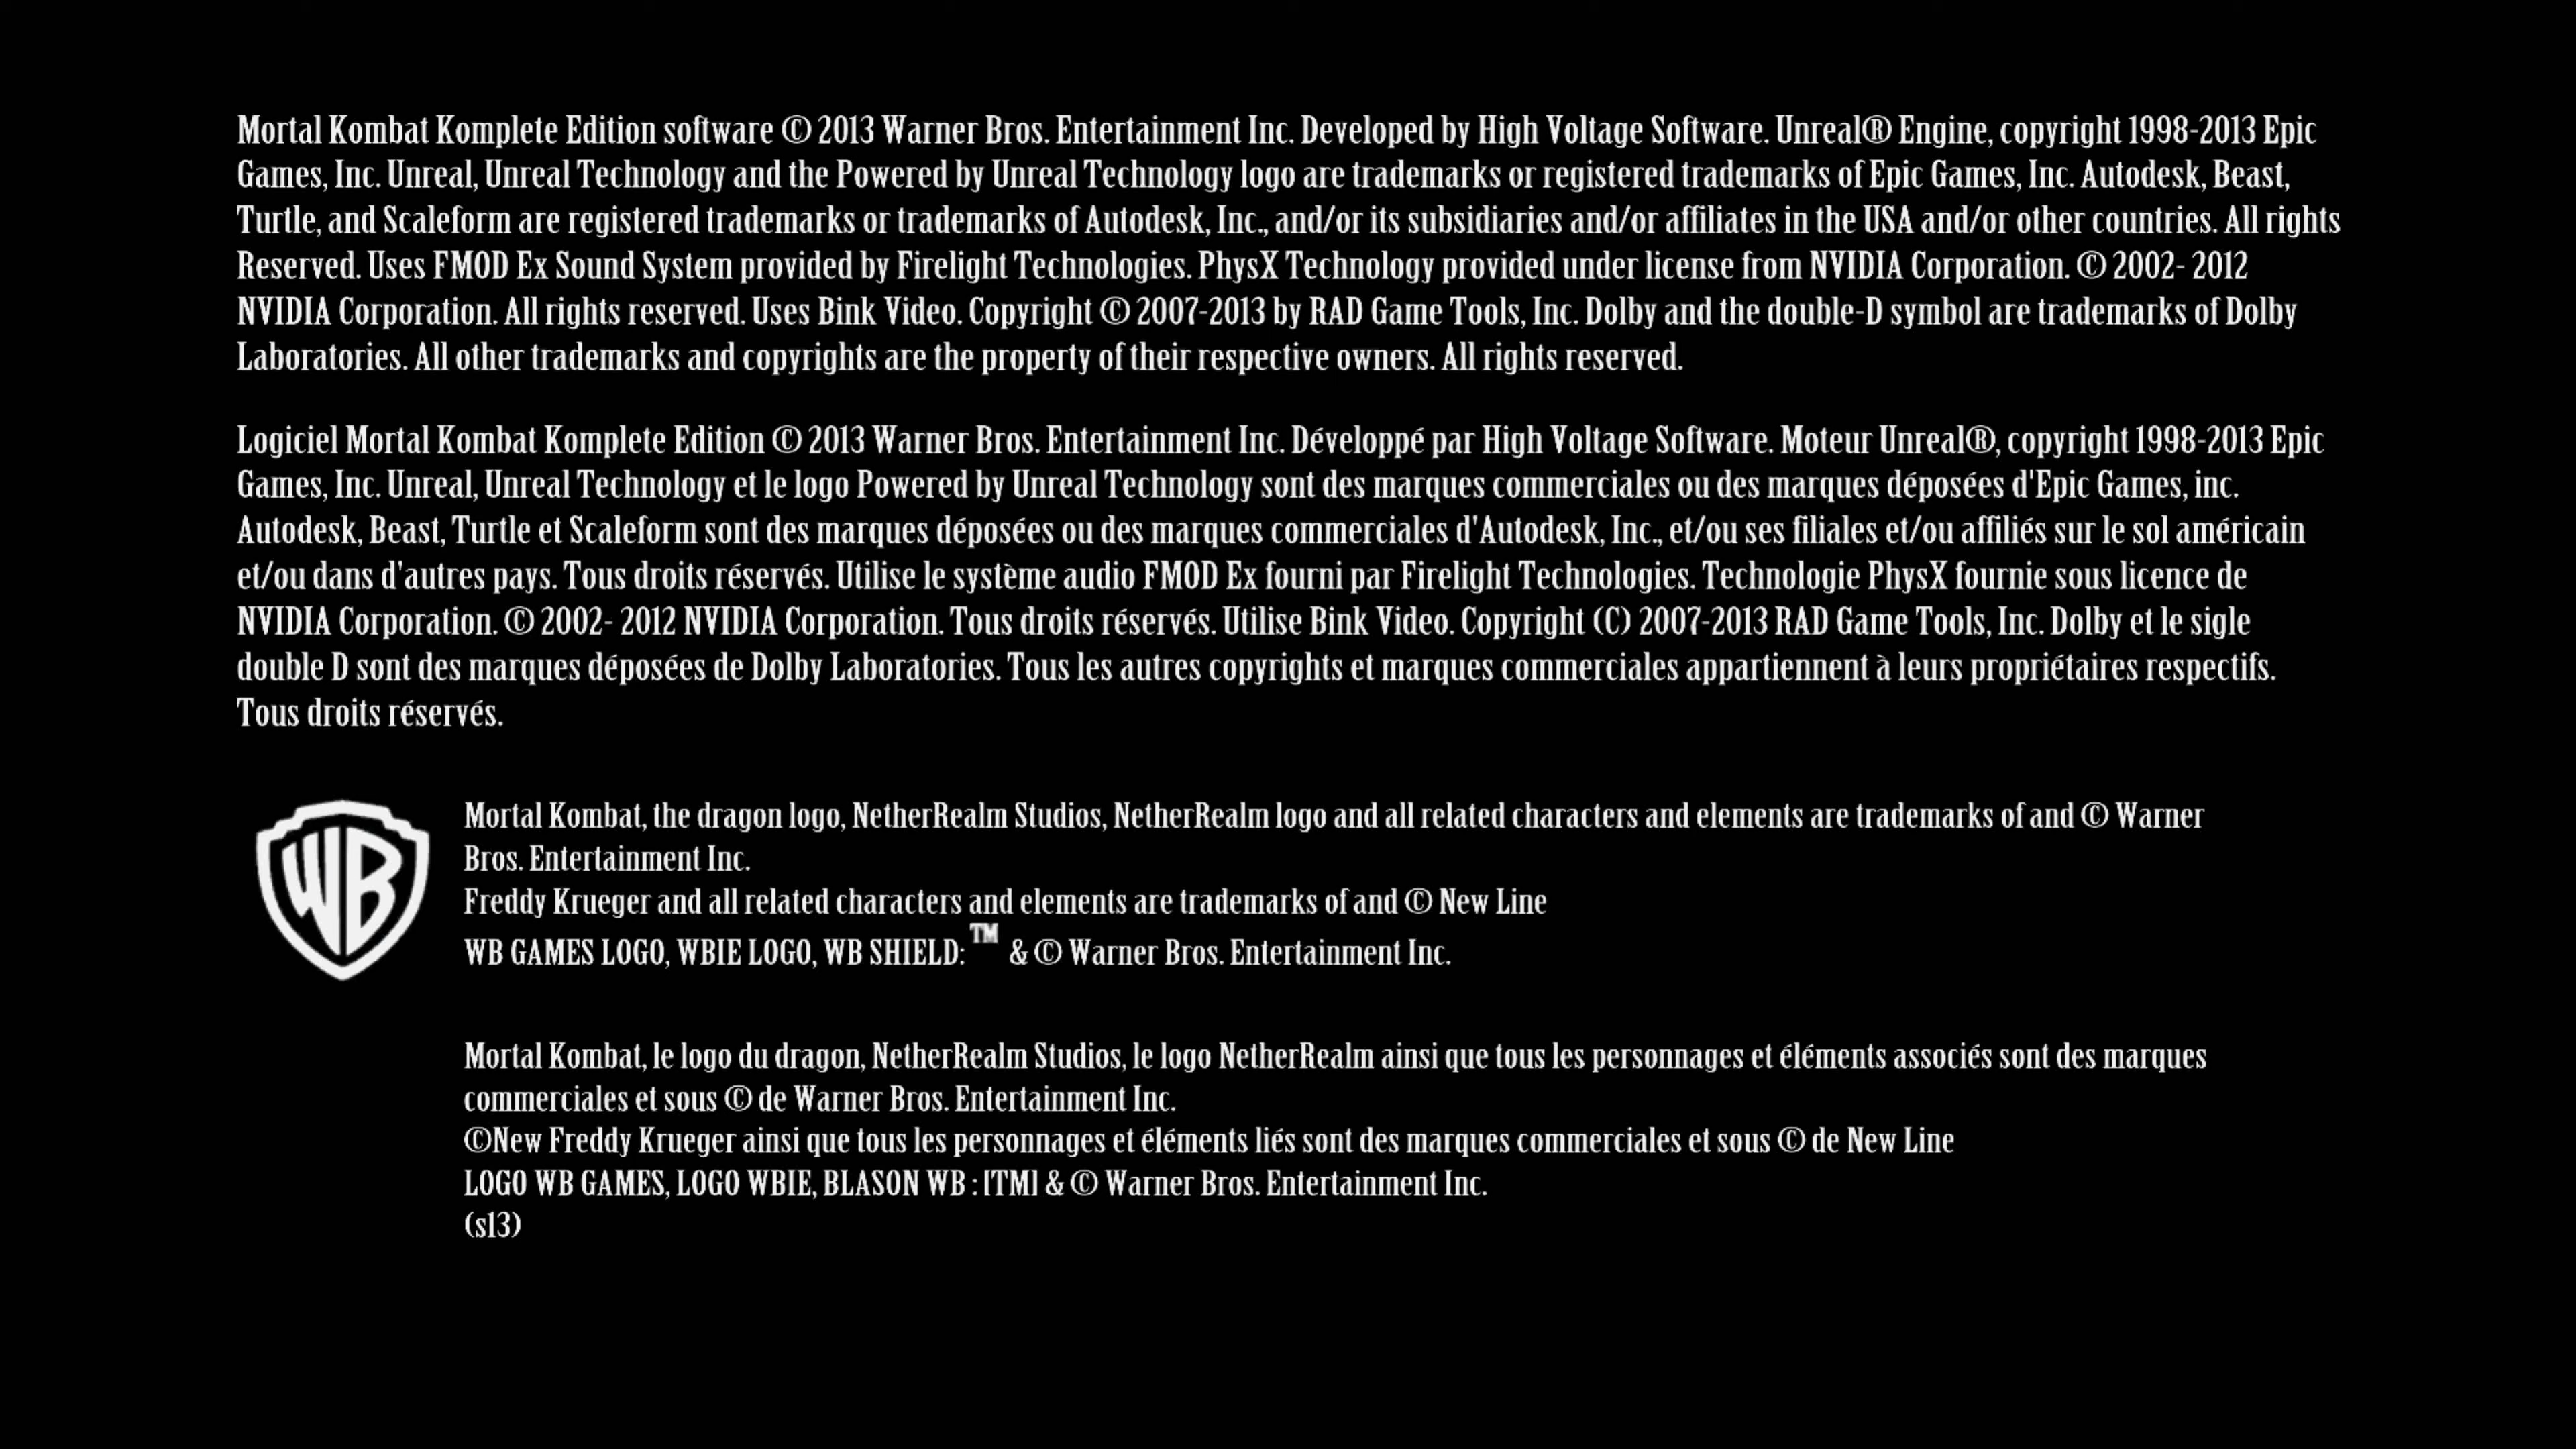 Mortal Kombat Komplete Edition software © 2013 Warner Bros. Entertainment Inc. Developed by High Voltage Software. Unreal® Engine, copyright 1998-2013 Epic
Games, Inc. Unreal, Unreal Technology and the Powered by Unreal Technology logo are trademarks or registered trademarks of Epic Games, Inc. Autodesk, Beast,
Turtle, and Scaleform are registered trademarks or trademarks of Autodesk, Inc., and/or its subsidiaries and/or affiliates in the USA and/or other countries. All rights
Reserved. Uses FMOD Ex Sound System provided by Firelight Technologies. PhysX Technology provided under license from NVIDIA Corporation. © 2002- 2012
NVIDIA Corporation. All rights reserved. Uses Bink Video. Copyright © 2007-2013 by RAD Game Tools, Inc. Dolby and the double-D symbol are trademarks of Dolby
Laboratories. All other trademarks and copyrights are the property of their respective owners. All rights reserved.
Logiciel Mortal Kombat Komplete Edition © 2013 Warner Bros. Entertainment Inc. Développé par High Voltage Software. Moteur Unreal®, copyright 1998-2013 Epic
Games, Inc. Unreal, Unreal Technology et le logo Powered by Unreal Technology sont des marques commerciales ou des marques déposées d'Epic Games, inc.
Autodesk, Beast, Turtle et Scaleform sont des marques déposées ou des marques commerciales d'Autodesk, Inc., et/ou ses filiales et/ou affiliés sur le sol américain
et/ou dans d'autres pays. Tous droits réservés. Utilise le système audio FMOD Ex fourni par Firelight Technologies. Technologie PhysX fournie sous licence de
NVIDIA Corporation. © 2002- 2012 NVIDIA Corporation. Tous droits réservés. Utilise Bink Video. Copyright (C) 2007-2013 RAD Game Tools, Inc. Dolby et le sigle
double D sont des marques déposées de Dolby Laboratories. Tous les autres copyrights et marques commerciales appartiennent à leurs propriétaires respectifs.
Tous droits réservés.
WB
Mortal Kombat, the dragon logo, NetherRealm Studios, NetherRealm logo and all related characters and elements are trademarks of and © Warner
Bros. Entertainment Inc.
Freddy Krueger and all related characters and elements are trademarks of and © New Line
WB GAMES LOGO, WBIE LOGO, WB SHIELD: ™ & © Warner Bros. Entertainment Inc.
Mortal Kombat, le logo du dragon, NetherRealm Studios, le logo NetherRealm ainsi que tous les personnages et éléments associés sont des marques
commerciales et sous © de Warner Bros. Entertainment Inc.
©New Freddy Krueger ainsi que tous les personnages et éléments liés sont des marques commerciales et sous © de New Line
LOGO WB GAMES, LOGO WBIE, BLASON WB : [TM] & © Warner Bros. Entertainment Inc.
(s13)